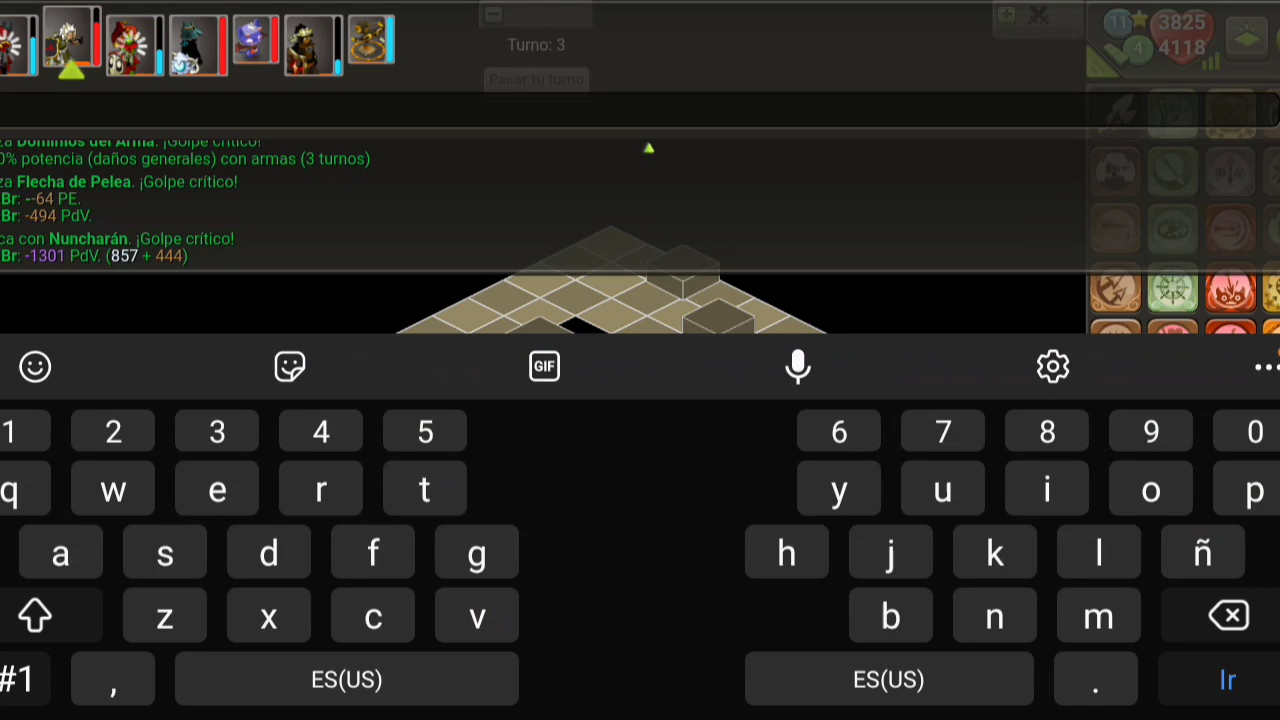 Turno: 3
Pasar tu turno
11
3825
4
4118
za Dominios del Arma. ¡Golpe crítico!
0% potencia (daños generales) con armas (3 turnos)
za Flecha de Pelea. ¡Golpe crítico!
Br: --64 PE.
Br: -494 PdV.
ca con Nuncharán. ¡Golpe crítico!
Br: -1301 PdV. (857 + 444)
GIF
1 2 3 4 5 6 7 8 9 0
q w e r t y u i o p
a s d f g h j k l ñ
z x c v b n m
#1 , ES(US) ES(US) . Ir